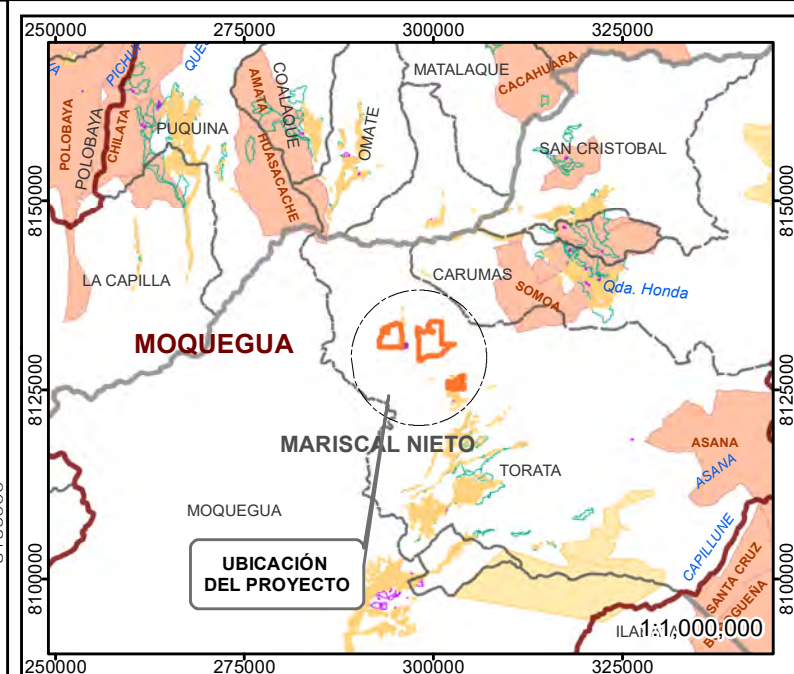 250000
275000
300000
325000
PICHU
QUES
MATALAQUE
CACAHUARA
POLOBAYA
POLOBAYA
CHILATA
PUQUINA
AMATA
COALAQUE
HUASACACHE
OMATE
SAN CRISTOBAL
8150000
8150000
LA CAPILLA
CARUMAS
SOMOA
Qda. Honda
MOQUEGUA
8125000
8125000
MARISCAL NIETO
ASANA
ASANA
TORATA
MOQUEGUA
CAPILLUNE
UBICACIÓN
DEL PROYECTO
8100000
8100000
SANTA CRUZ
1:1,000,000
250000
275000
300000
325000